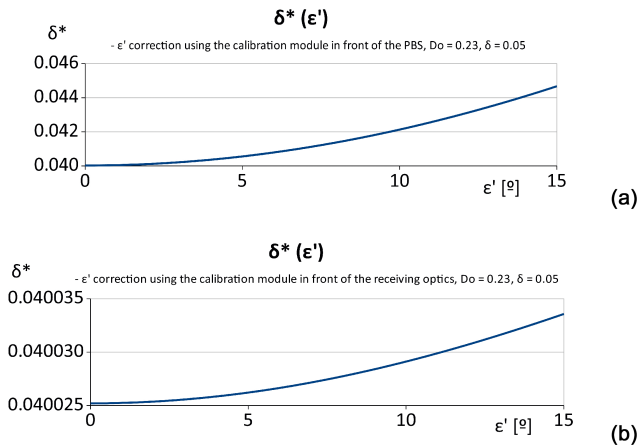 δ* (ε')
δ*
- ε' correction using the calibration module in front of the PBS, Do = 0.23, δ = 0.05
0.046
0.044
0.042
0.040
0 5 10 15
ε' [º]
(a)
δ* (ε')
δ*
- ε' correction using the calibration module in front of the receiving optics, Do = 0.23, δ = 0.05
0.040035
0.040030
0.040025
0 5 10 15
ε' [º]
(b)